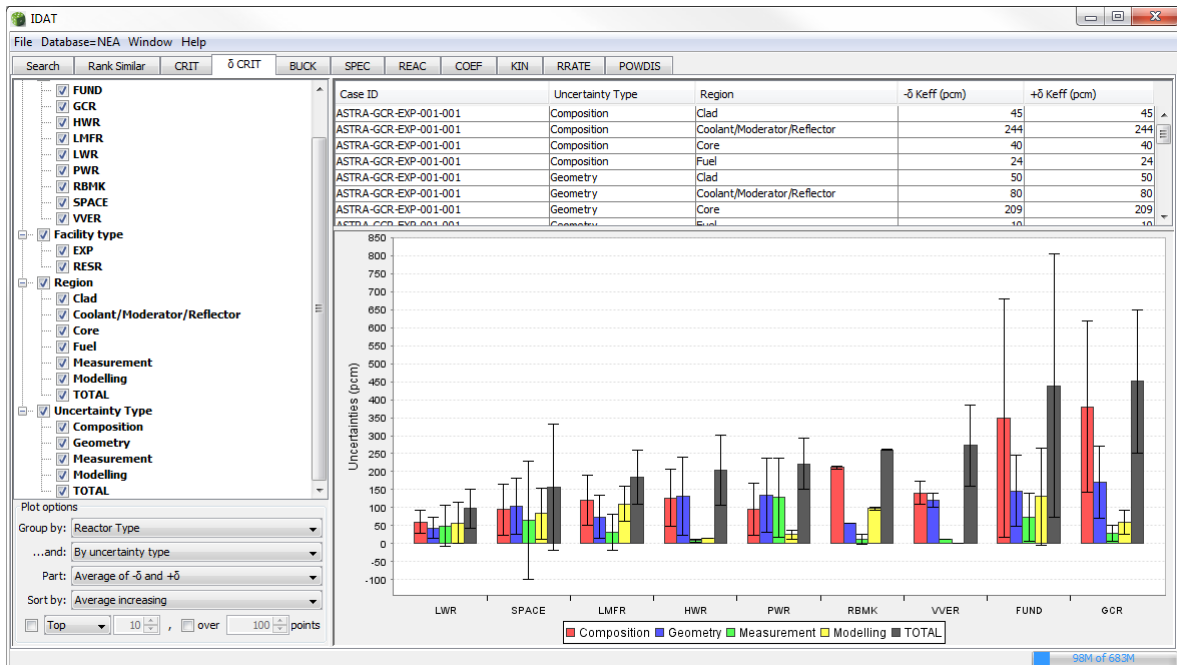 IDAT
File Database=NEA Window Help
Search Rank Similar CRIT δ CRIT BUCK SPEC REAC COEF KIN RRATE POWDIS
FUND
GCR
HWR
LMFR
LWR
PWR
RBMK
SPACE
VVER
Facility type
EXP
RESR
Region
Clad
Coolant/Moderator/Reflector
Core
Fuel
Measurement
Modelling
TOTAL
Uncertainty Type
Composition
Geometry
Measurement
Modelling
TOTAL
Plot options
Group by: Reactor Type
...and: By uncertainty type
Part: Average of -δ and +δ
Sort by: Average increasing
Top 10 , over 100 points
Case ID Uncertainty Type Region -δ Keff (pcm) +δ Keff (pcm)
ASTRA-GCR-EXP-001-001 Composition Clad 45 45
ASTRA-GCR-EXP-001-001 Composition Coolant/Moderator/Reflector 244 244
ASTRA-GCR-EXP-001-001 Composition Core 40 40
ASTRA-GCR-EXP-001-001 Composition Fuel 24 24
ASTRA-GCR-EXP-001-001 Geometry Clad 50 50
ASTRA-GCR-EXP-001-001 Geometry Coolant/Moderator/Reflector 80 80
ASTRA-GCR-EXP-001-001 Geometry Core 209 209
ASTRA-GCR-EXP-001-001 Geometry Fuel 10 10
850
800
750
700
650
600
550
500
450
400
350
300
250
200
150
100
50
0
-50
-100
Uncertainties (pcm)
LWR SPACE LMFR HWR PWR RBMK VVER FUND GCR
Composition Geometry Measurement Modelling TOTAL
98M of 683M